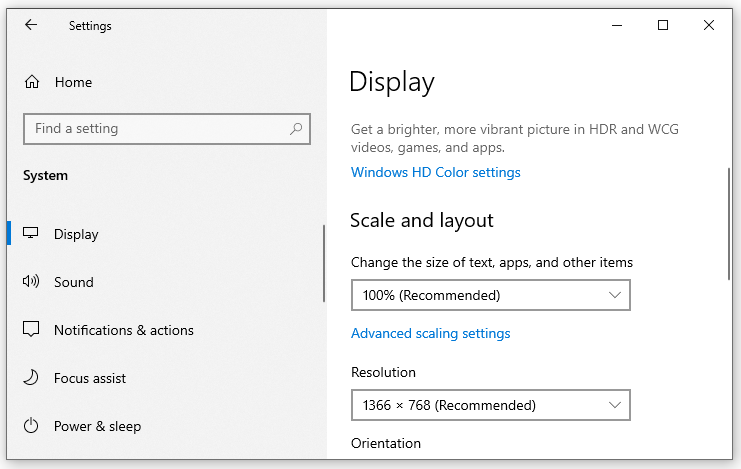 Settings
Home
Find a setting
System
Display
Sound
Notifications & actions
Focus assist
Power & sleep
Display
Get a brighter, more vibrant picture in HDR and WCG
videos, games, and apps.
Windows HD Color settings
Scale and layout
Change the size of text, apps, and other items
100% (Recommended)
Advanced scaling settings
Resolution
1366 × 768 (Recommended)
Orientation